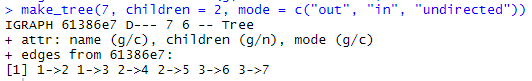 > make_tree(7, children = 2, mode = c("out", "in", "undirected"))
IGRAPH 61386e7 D--- 7 6 -- Tree
+ attr: name (g/c), children (g/n), mode (g/c)
+ edges from 61386e7:
[1] 1->2 1->3 2->4 2->5 3->6 3->7